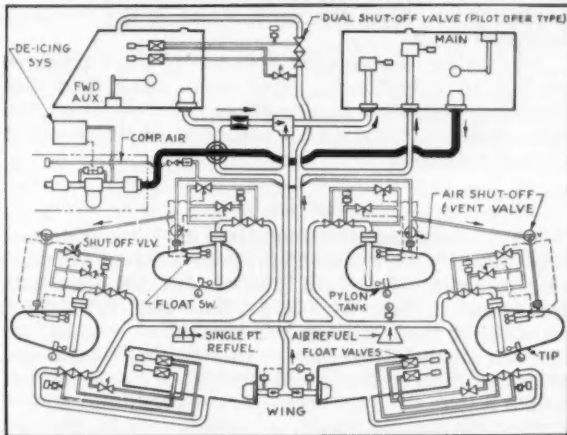 DUAL SHUT-OFF VALVE (PILOT OPER TYPE)
DE-ICING
SYS
MAIN
FWD.
AUX
COMP. AIR
AIR SHUT-OFF
& VENT. VALVE
SHUT OFF VLV.
FLOAT SW.
PYLON
TANK
SINGLE PT.
REFUEL.
AIR REFUEL
FLOAT VALVES
TIP
WING